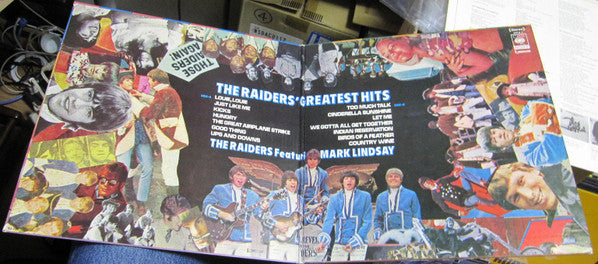 THOSE
RAIDERS
AGAIN!
THE RAIDERS' GREATEST HITS
LOUIE, LOUIE
JUST LIKE ME
KICKS
HUNGRY
THE GREAT AIRPLANE STRIKE
GOOD THING
UPS AND DOWNS
TOO MUCH TALK
CINDERELLA SUNSHINE
LET ME
WE GOTTA ALL GET TOGETHER
INDIAN RESERVATION
BIRDS OF A FEATHER
COUNTRY WINE
THE RAIDERS Featuri MARK LINDSAY